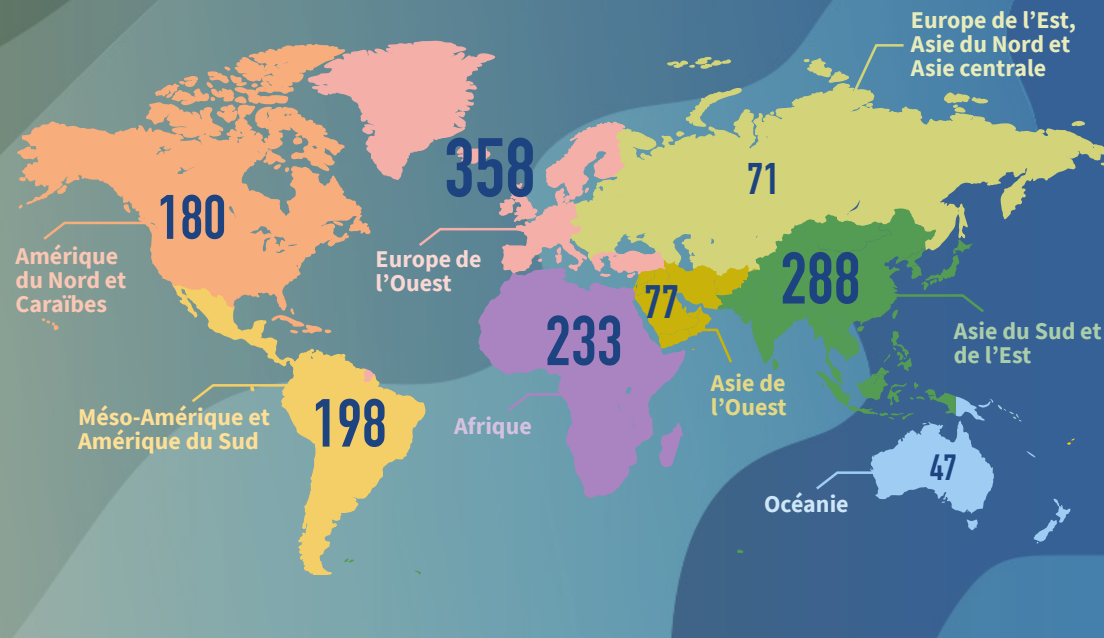 Europe de l'Est,
Asie du Nord et
Asie centrale
358
71
180
Amérique
du Nord et
Caraïbes
Europe de
l'Ouest
288
77
233
Asie du Sud et
de l'Est
Asie de
l'Ouest
Méso-Amérique et
Amérique du Sud
198
Afrique
47
Océanie